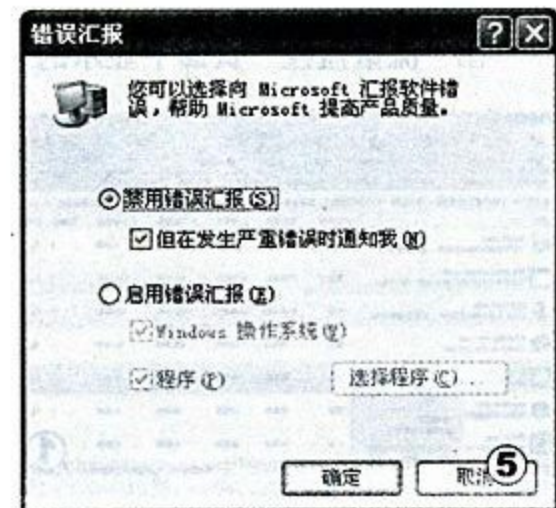 错误汇报
您可以选择向 Microsoft 汇报软件错
误，帮助 Microsoft 提高产品质量。
禁用错误汇报(S)
但在发生严重错误时通知我(N)
启用错误汇报(E)
Windows 操作系统(W)
程序(P) 选择程序(C)...
确定 取消 ⑤